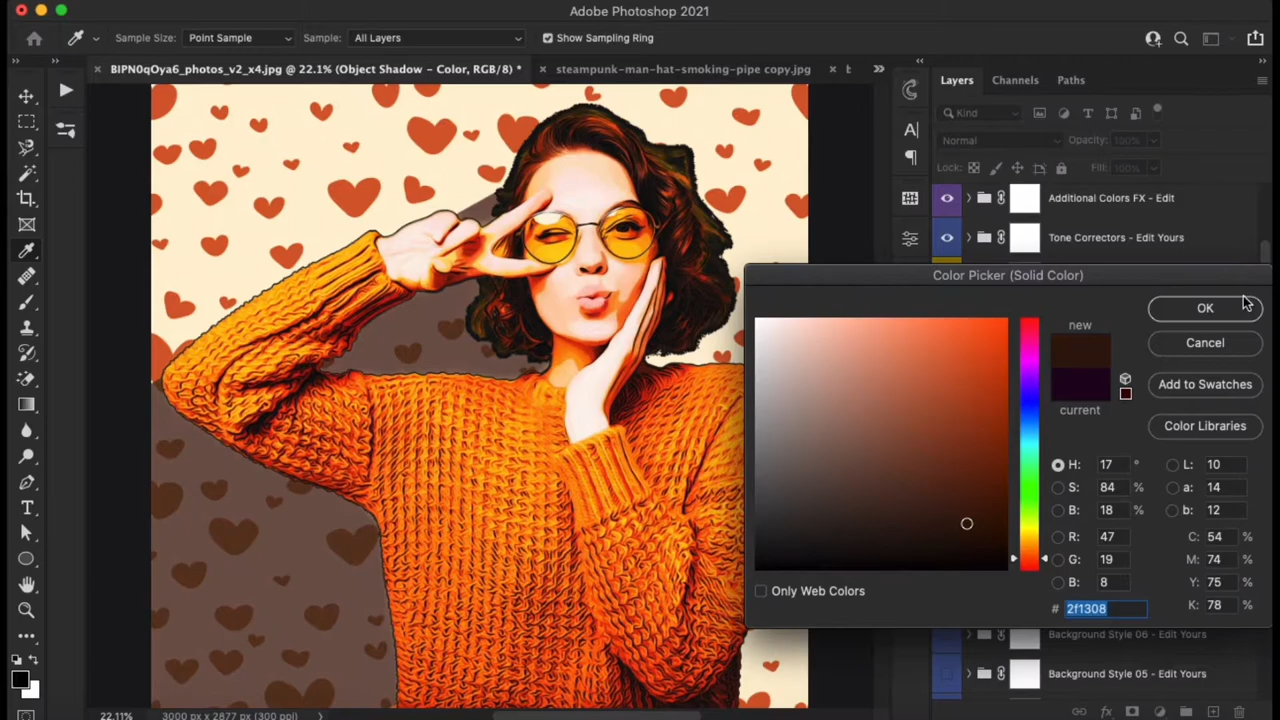 Adobe Photoshop 2021
Sample Size: Point Sample Sample: All Layers Show Sampling Ring
BIPN0qOya6_photos_v2_x4.jpg @ 22.1% (Object Shadow - Color, RGB/8) * steampunk-man-hat-smoking-pipe copy.jpg
Layers Channels Paths
Kind
Normal Opacity: 100%
Lock: Fill: 100%
Additional Colors FX - Edit
Tone Correctors - Edit Yours
Color Picker (Solid Color)
new
current
OK
Cancel
Add to Swatches
Color Libraries
H: 17 ° L: 10
S: 84 % a: 14
B: 18 % b: 12
R: 47 C: 54 %
G: 19 M: 74 %
B: 8 Y: 75 %
# 2f1308 K: 78 %
Only Web Colors
Background Style 06 - Edit Yours
Background Style 05 - Edit Yours
22.11% 3000 px x 2877 px (300 ppi)